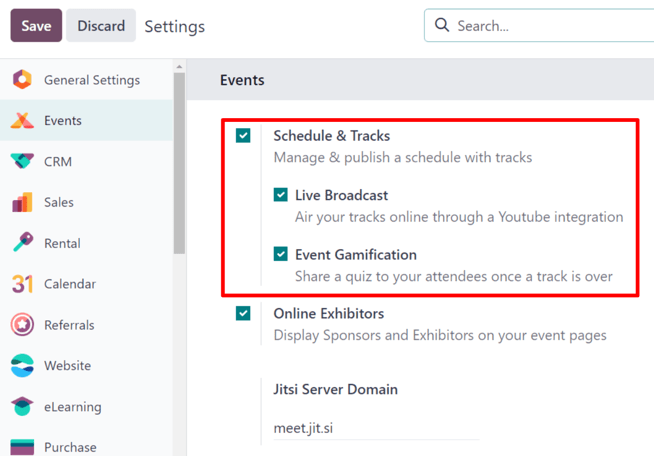 Save Discard Settings Search...
General Settings
Events
CRM
Sales
Rental
31 Calendar
Referrals
Website
eLearning
Purchase
Events
Schedule & Tracks
Manage & publish a schedule with tracks
Live Broadcast
Air your tracks online through a Youtube integration
Event Gamification
Share a quiz to your attendees once a track is over
Online Exhibitors
Display Sponsors and Exhibitors on your event pages
Jitsi Server Domain
meet.jit.si